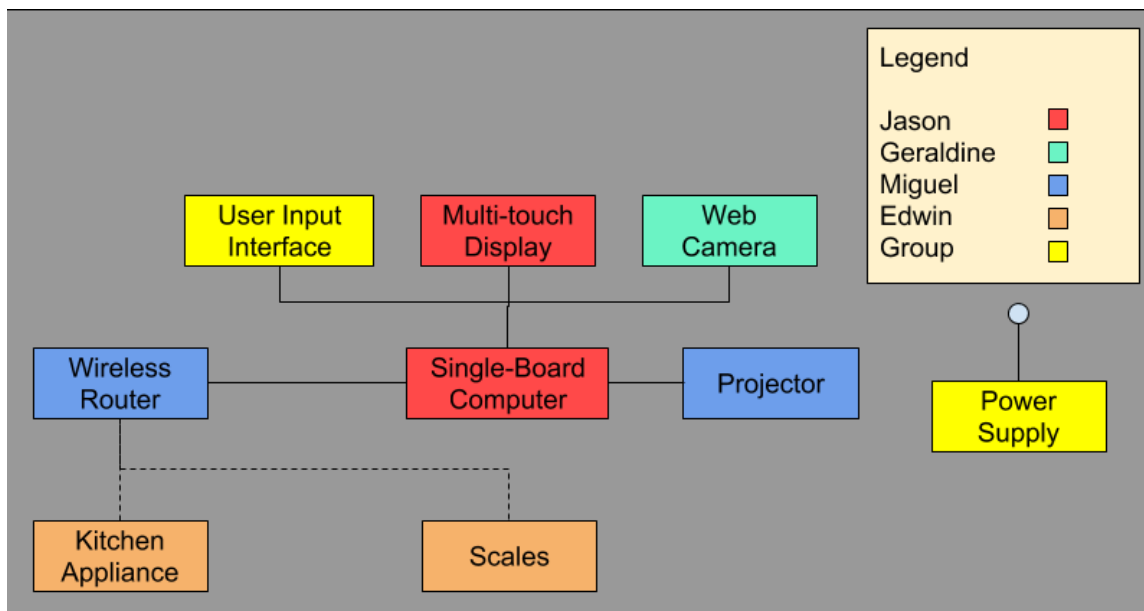 Legend
Jason
Geraldine
Miguel
Edwin
Group
User Input
Interface
Multi-touch
Display
Web
Camera
Wireless
Router
Single-Board
Computer
Projector
Power
Supply
Kitchen
Appliance
Scales